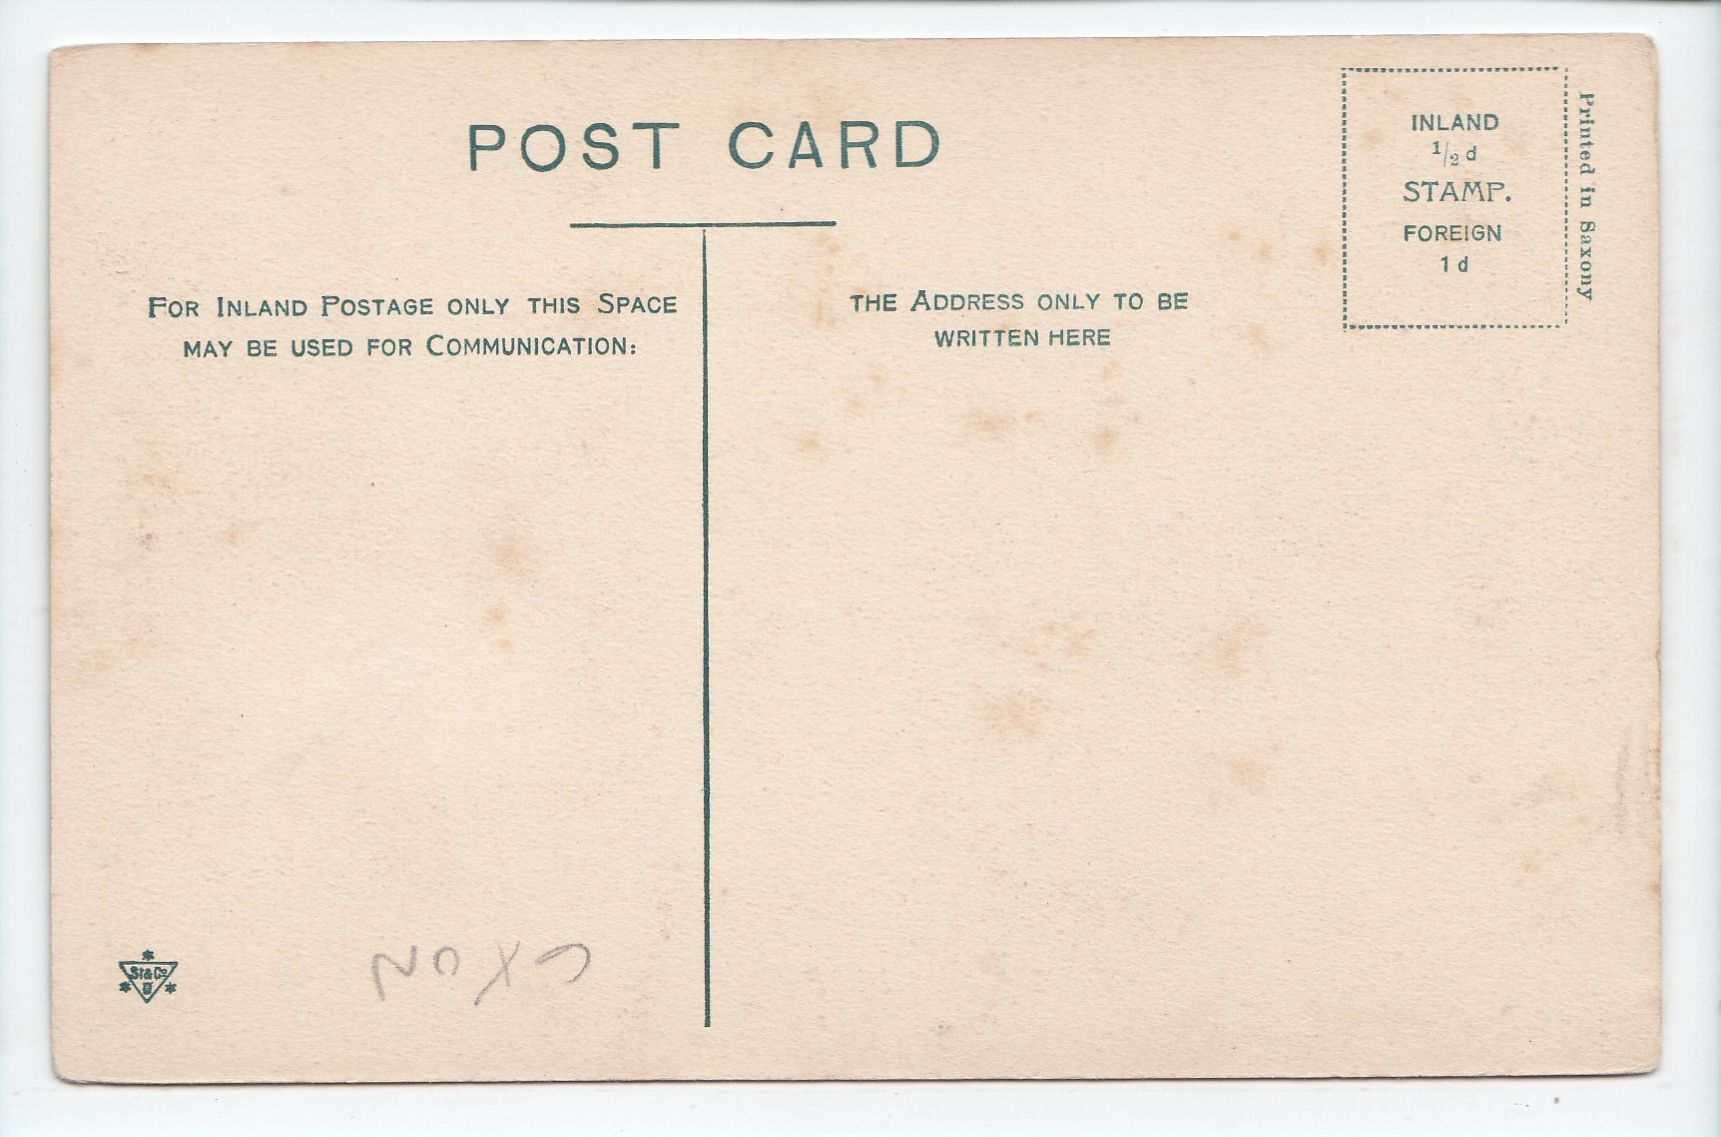 POST CARD
INLAND
1/2 d
STAMP.
FOREIGN
1 d
Printed in Saxony
FOR INLAND POSTAGE ONLY THIS SPACE
MAY BE USED FOR COMMUNICATION:
THE ADDRESS ONLY TO BE
WRITTEN HERE
St & Co